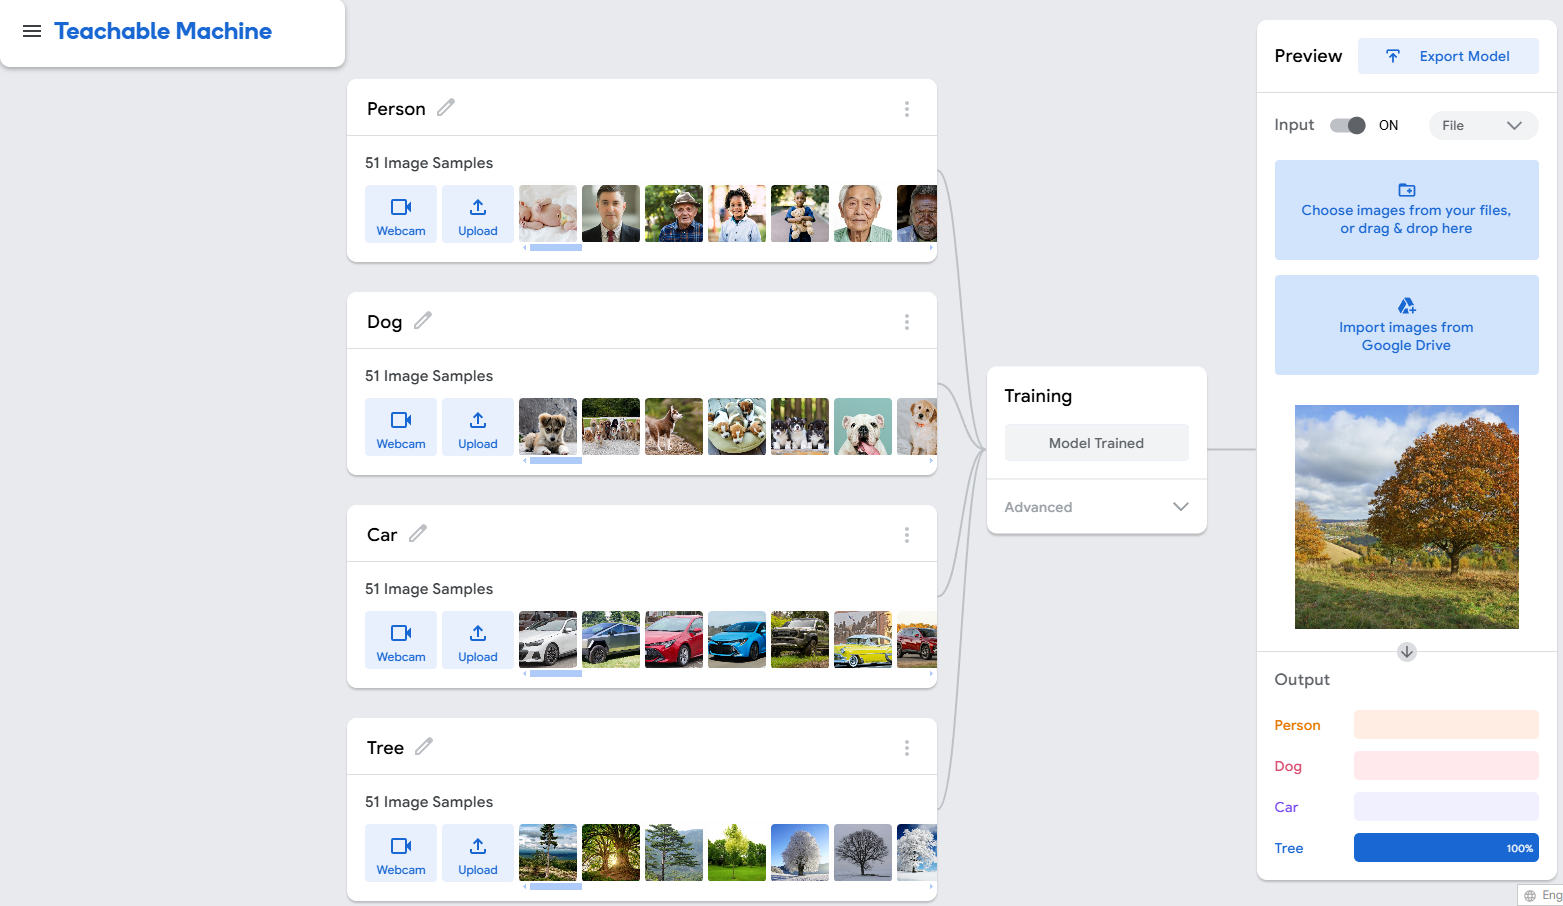 Teachable Machine
Person
51 Image Samples
Webcam
Upload
Dog
51 Image Samples
Webcam
Upload
Car
51 Image Samples
Webcam
Upload
Tree
51 Image Samples
Webcam
Upload
Training
Model Trained
Advanced
Preview
Export Model
Input
ON
File
Choose images from your files,
or drag & drop here
Import images from
Google Drive
Output
Person
Dog
Car
Tree
100%
Eng